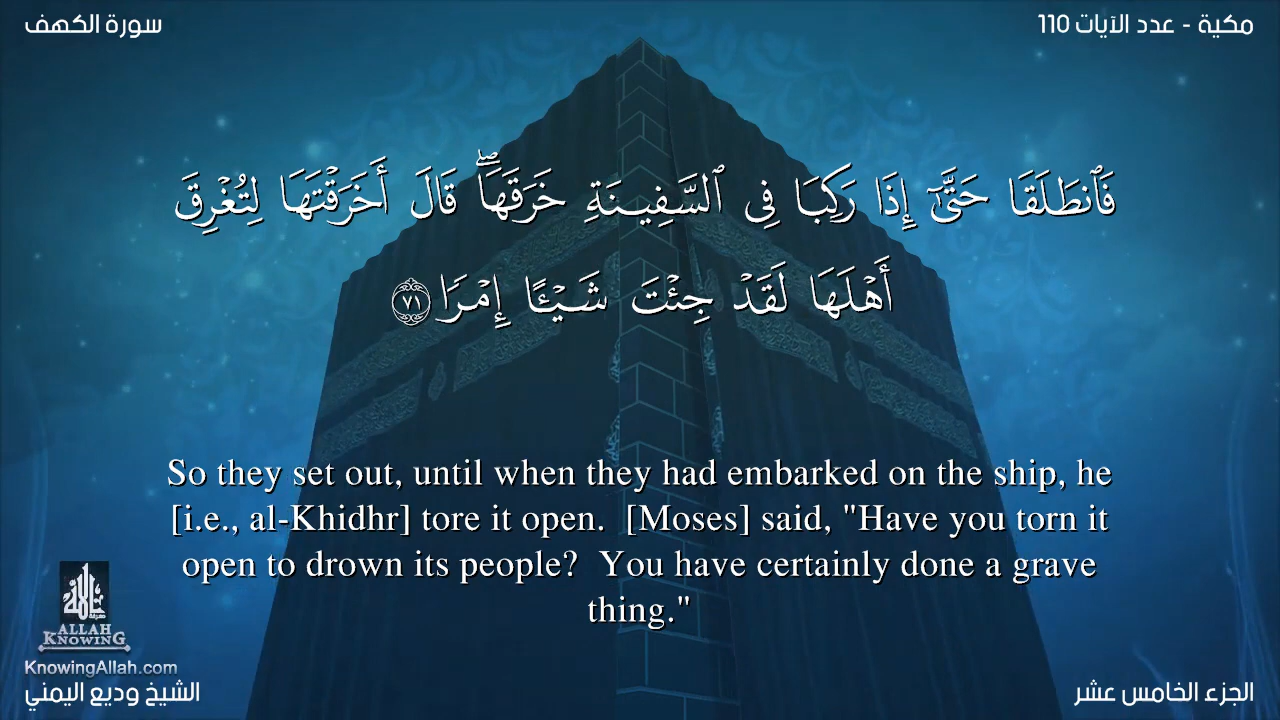 سورة الكهف
مكية - عدد الآيات 110
فَٱنطَلَقَا حَتَّىٰٓ إِذَا رَكِبَا فِى ٱلسَّفِينَةِ خَرَقَهَا ۖ قَالَ أَخَرَقْتَهَا لِتُغْرِقَ
أَهْلَهَا لَقَدْ جِئْتَ شَيْـًٔا إِمْرًا ٧١
So they set out, until when they had embarked on the ship, he
[i.e., al-Khidhr] tore it open.  [Moses] said, "Have you torn it
open to drown its people?  You have certainly done a grave
thing."
ALLAH
KNOWING
KnowingAllah.com
الشيخ وديع اليمني
الجزء الخامس عشر